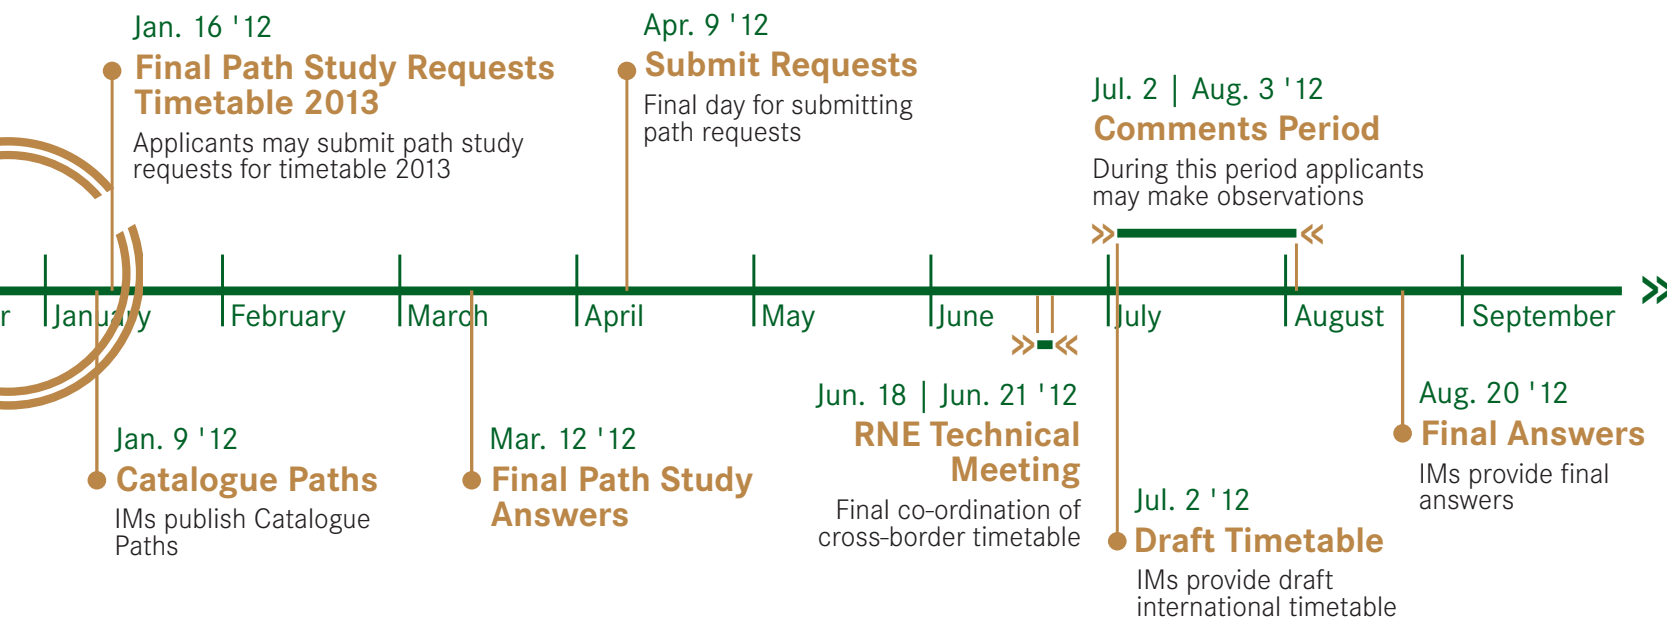 Jan. 16 '12
Final Path Study Requests
Timetable 2013
Applicants may submit path study
requests for timetable 2013
Apr. 9 '12
Submit Requests
Final day for submitting
path requests
Jul. 2 | Aug. 3 '12
Comments Period
During this period applicants
may make observations
» «
»
r January February March April May June July August September
» «
Jan. 9 '12
Catalogue Paths
IMs publish Catalogue
Paths
Mar. 12 '12
Final Path Study
Answers
Jun. 18 | Jun. 21 '12
RNE Technical
Meeting
Final co-ordination of
cross-border timetable
Jul. 2 '12
Draft Timetable
IMs provide draft
international timetable
Aug. 20 '12
Final Answers
IMs provide final
answers